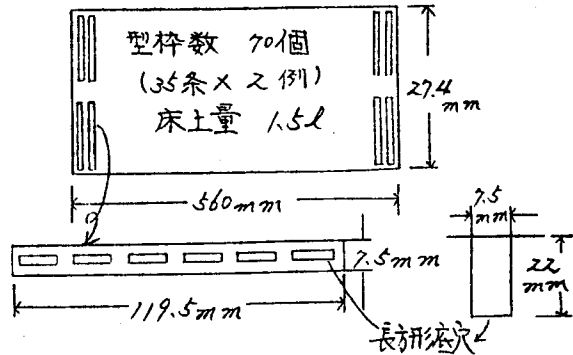 型枠数 70個
(35条×2例)
床土量 1.5l
27.4
mm
560mm
7.5
mm
7.5mm
22
mm
119.5mm
長方形底穴